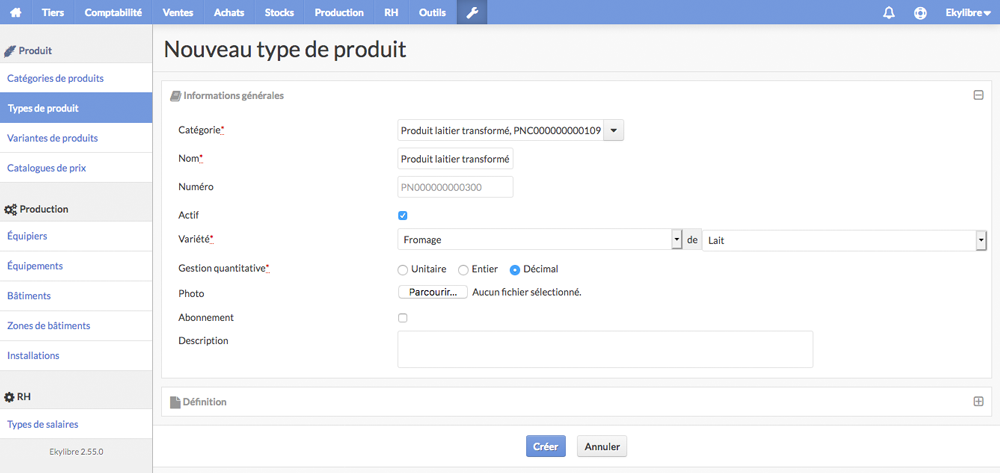 Tiers Comptabilité Ventes Achats Stocks Production RH Outils Ekylibre
Produit
Catégories de produits
Types de produit
Variantes de produits
Catalogues de prix
Production
Équipiers
Équipements
Bâtiments
Zones de bâtiments
Installations
RH
Types de salaires
Ekylibre 2.55.0
Nouveau type de produit
Informations générales
Catégorie* Produit laitier transformé, PNC000000000109
Nom* Produit laitier transformé
Numéro PN000000000300
Actif
Variété* Fromage de Lait
Gestion quantitative* Unitaire Entier Décimal
Photo Parcourir... Aucun fichier sélectionné.
Abonnement
Description
Définition
Créer Annuler